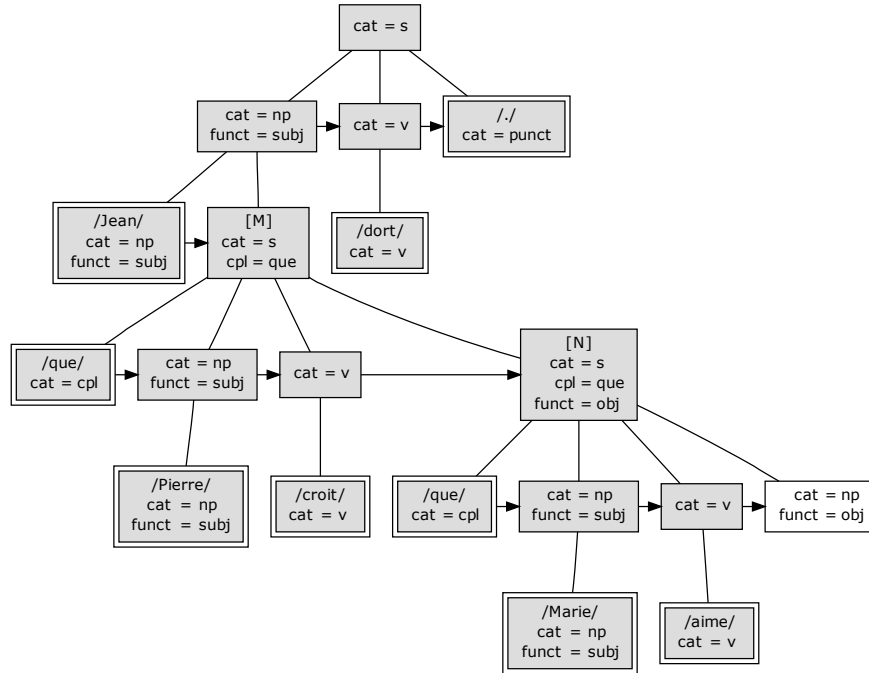 cat = s
cat = np
funct = subj
cat = v
/./
cat = punct
/Jean/
cat = np
funct = subj
[M]
cat = s
cpl = que
/dort/
cat = v
/que/
cat = cpl
cat = np
funct = subj
cat = v
[N]
cat = s
cpl = que
funct = obj
/Pierre/
cat = np
funct = subj
/croit/
cat = v
/que/
cat = cpl
cat = np
funct = subj
cat = v
cat = np
funct = obj
/Marie/
cat = np
funct = subj
/aime/
cat = v